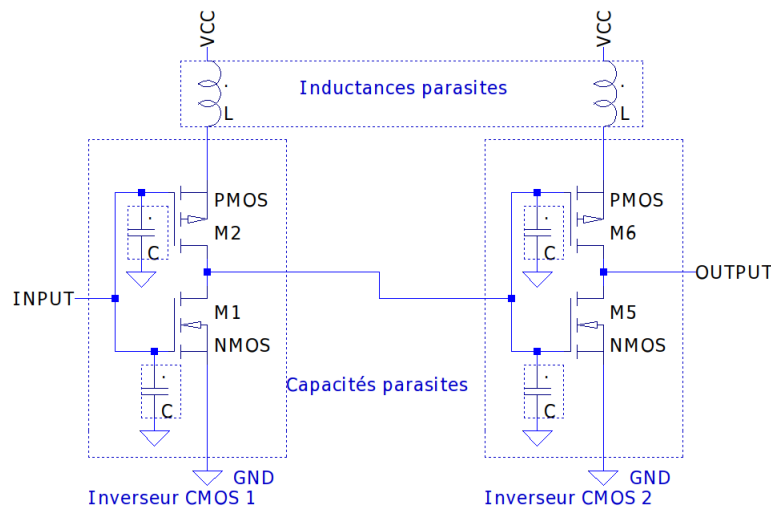 VCC
VCC
Inductances parasites
L
L
PMOS
M2
C
INPUT
M1
NMOS
C
Capacités parasites
PMOS
M6
C
OUTPUT
M5
NMOS
C
GND
GND
Inverseur CMOS 1
Inverseur CMOS 2